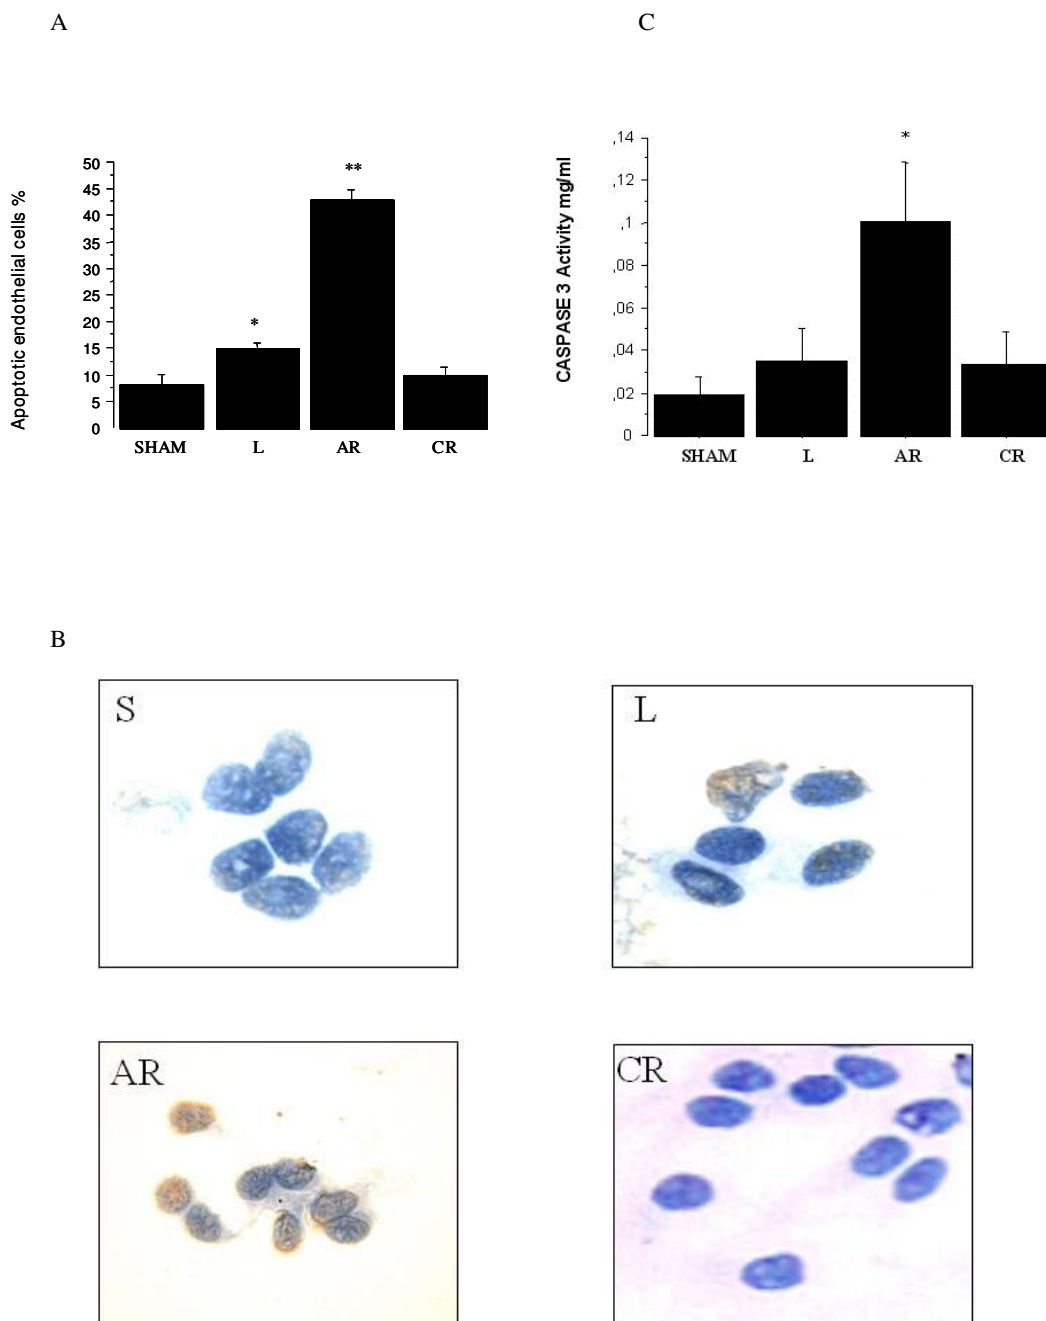 A
Apoptotic endothelial cells %
50
45
40
35
30
25
20
15
10
5
0
*
**
SHAM L AR CR
C
CASPASE 3 Activity mg/ml
,14
,12
,1
,08
,06
,04
,02
0
*
SHAM L AR CR
B
S
L
AR
CR